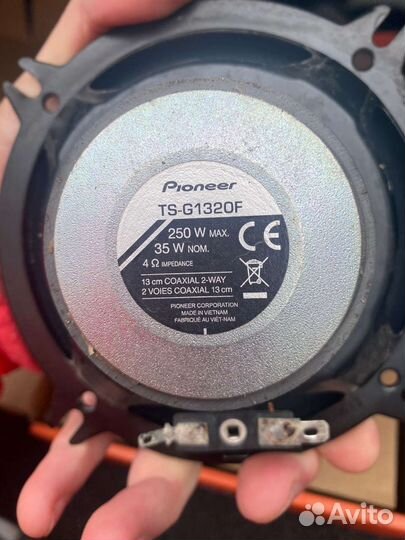 Pioneer
TS-G1320F
250 W MAX.
35 W NOM.
4 Ω IMPEDANCE
CE
13 cm COAXIAL 2-WAY
2 VOIES COAXIAL 13 cm
PIONEER CORPORATION
MADE IN VIETNAM
FABRIQUÉ AU VIÊT-NAM
Avito